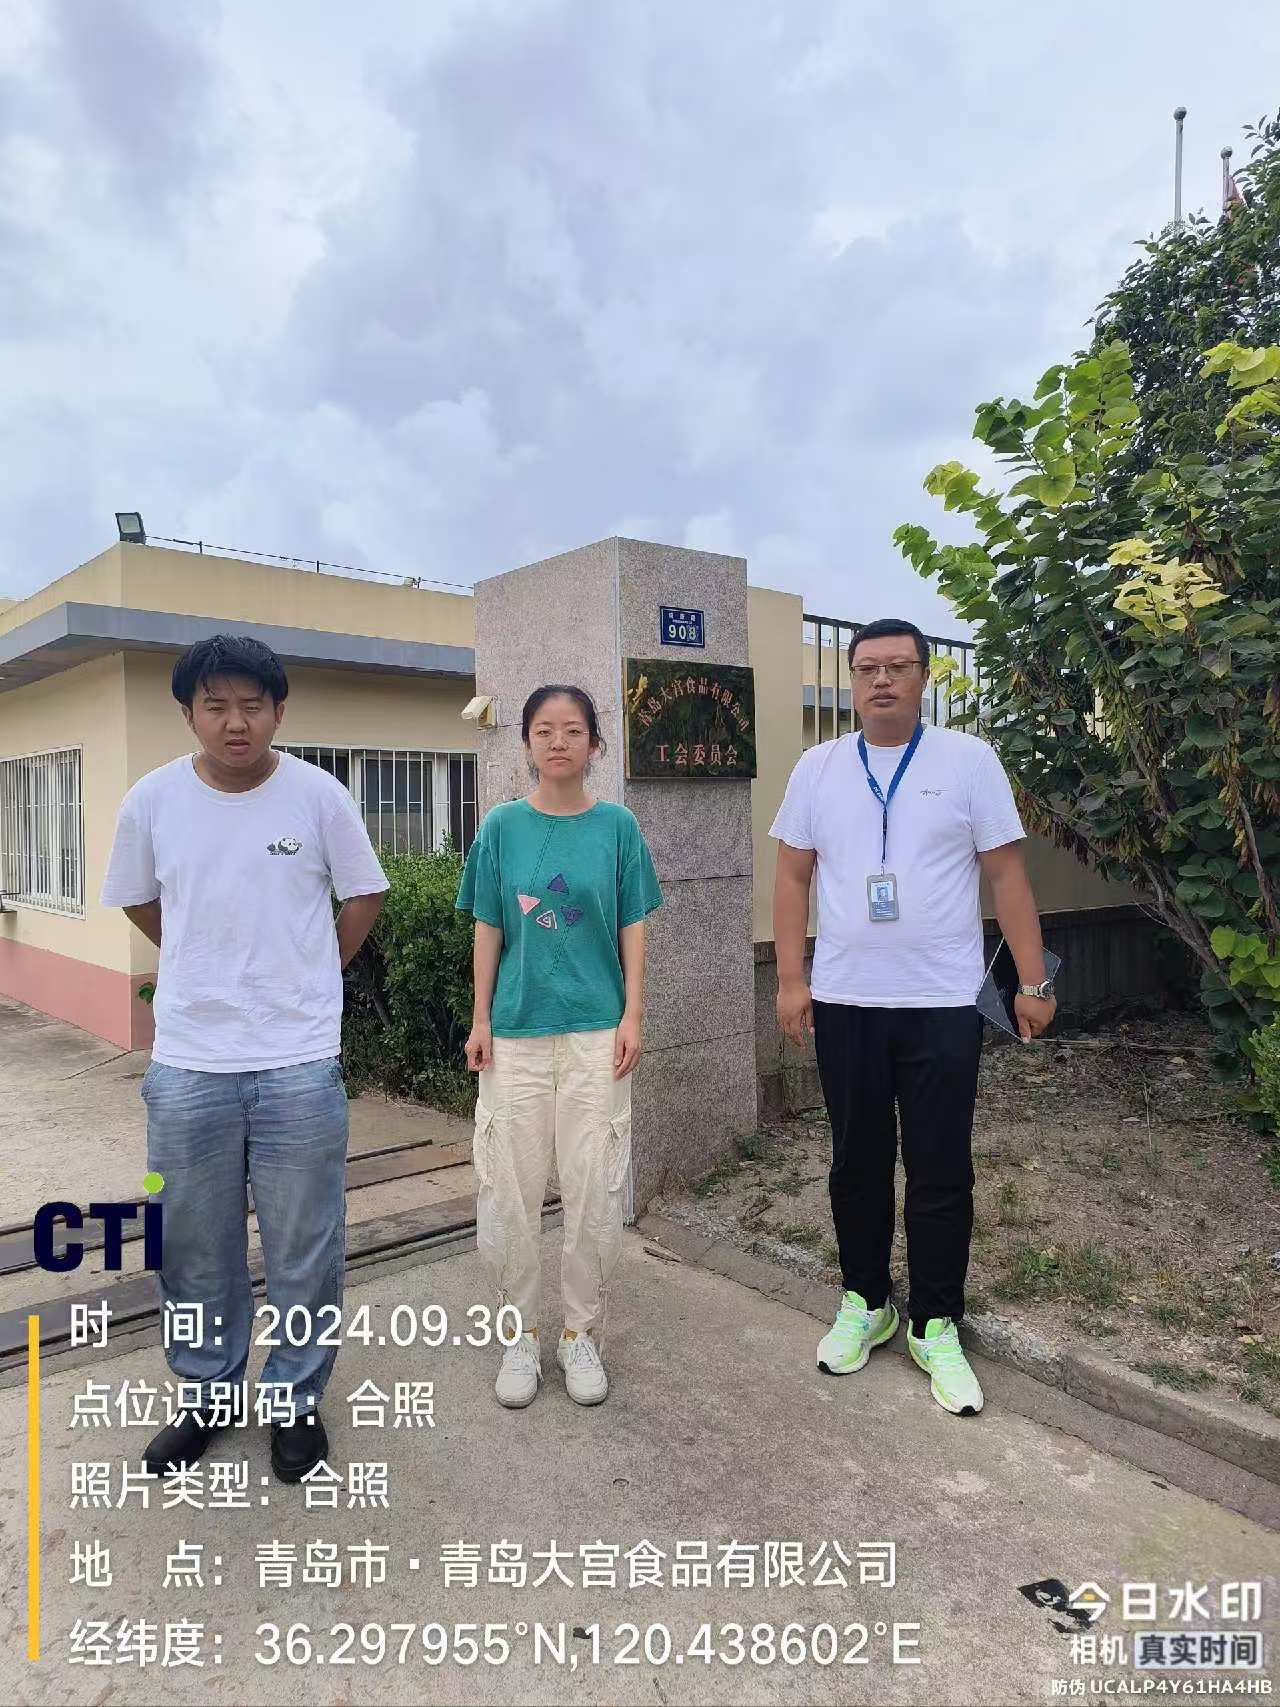 908
青岛大宫食品有限公司
工会委员会
CTI
时 间：2024.09.30
点位识别码：合照
照片类型：合照
地 点：青岛市·青岛大宫食品有限公司
经纬度：36.297955°N,120.438602°E
今日水印
相机 真实时间
防伪 UCALP4Y61HA4HB